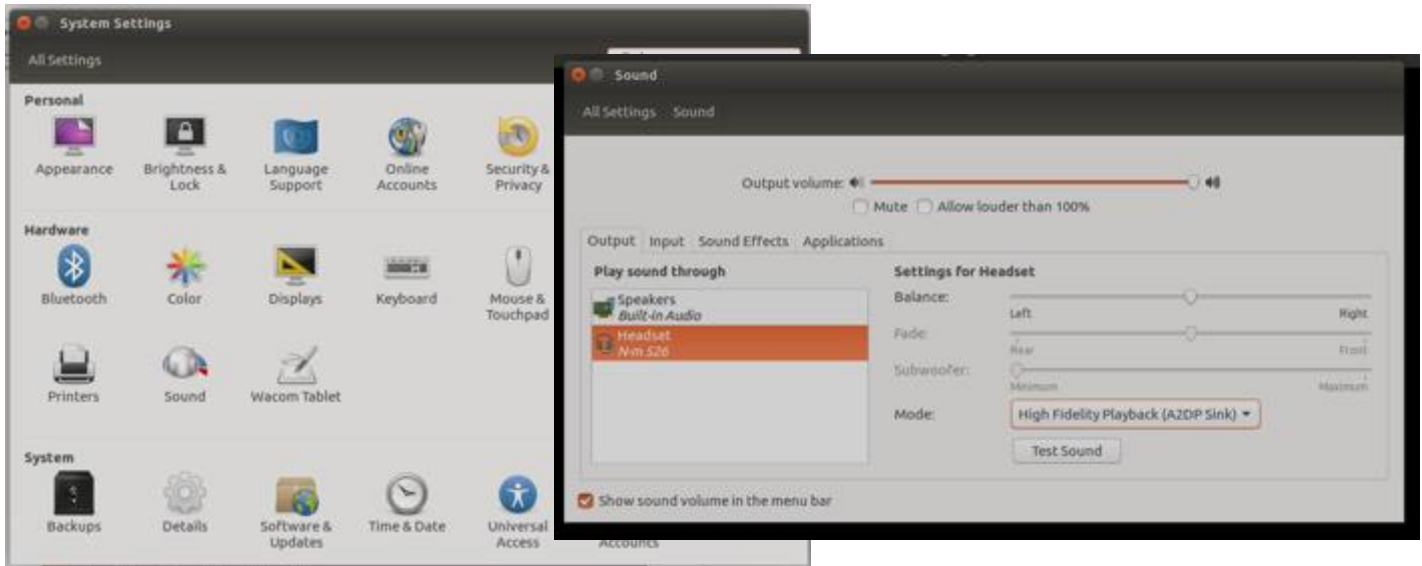 System Settings
All Settings
Personal
Appearance
Brightness &
Lock
Language
Support
Online
Accounts
Security &
Privacy
Hardware
Bluetooth
Color
Displays
Keyboard
Mouse &
Touchpad
Printers
Sound
Wacom Tablet
System
Backups
Details
Software &
Updates
Time & Date
Universal
Access
Accounts
Sound
All Settings Sound
Output volume:
Mute Allow louder than 100%
Output Input Sound Effects Applications
Play sound through
Speakers
Built-in Audio
Headset
N-m S26
Settings for Headset
Balance:
Left Right
Fade:
Rear Front
Subwoofer:
Minimum Maximum
Mode: High Fidelity Playback (A2DP Sink)
Test Sound
Show sound volume in the menu bar